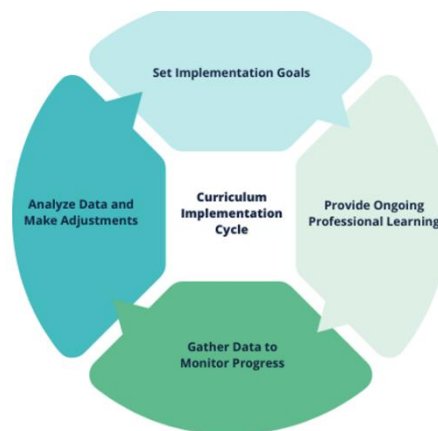 Set Implementation Goals
Analyze Data and
Make Adjustments
Curriculum
Implementation
Cycle
Provide Ongoing
Professional Learning
Gather Data to
Monitor Progress